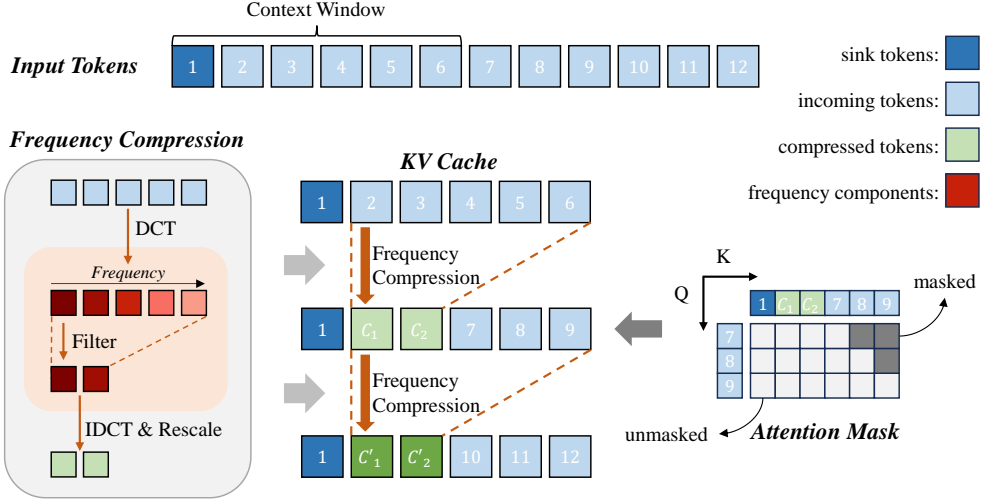 Context Window
Input Tokens
1 2 3 4 5 6 7 8 9 10 11 12
sink tokens:
incoming tokens:
compressed tokens:
frequency components:
Frequency Compression
DCT
Frequency
Filter
IDCT & Rescale
KV Cache
1 2 3 4 5 6
Frequency
Compression
1 C₁ C₂ 7 8 9
Frequency
Compression
1 C'₁ C'₂ 10 11 12
K
Q
masked
1 C₁ C₂ 7 8 9
7
8
9
unmasked
Attention Mask